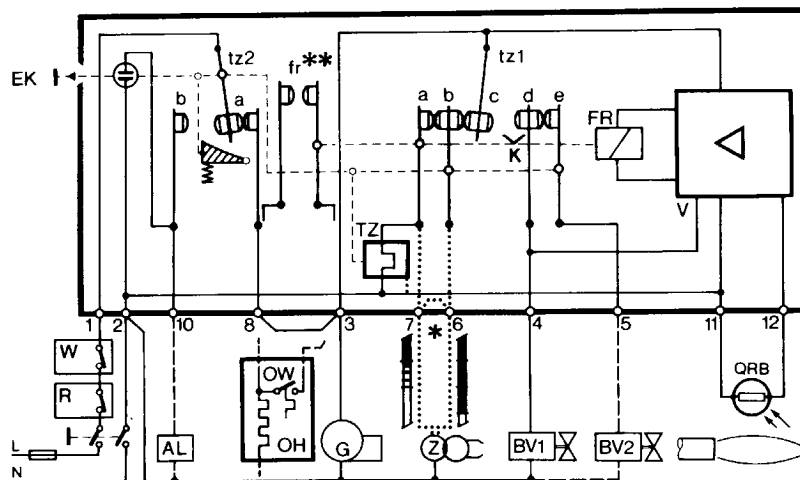 tz2
fr**
tz1
EK
b a
a b c d e
FR
K
V
TZ
1 2 10 8 3 7 6 4 5 11 12
*
W
OW
QRB
R
OH
L
AL
G
Z
BV1
BV2
N